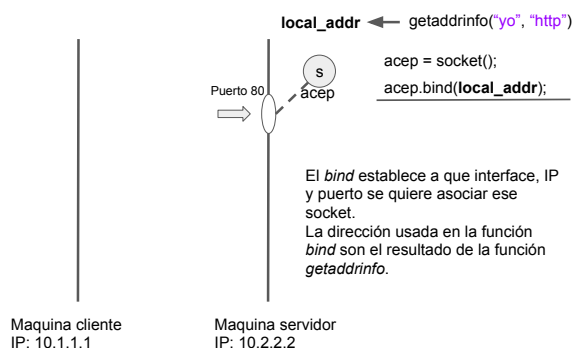 local_addr getaddrinfo(“yo”, “http”)
acep = socket();
acep.bind(local_addr);
s
acep
Puerto 80
El bind establece a que interface, IP
y puerto se quiere asociar ese
socket.
La dirección usada en la función
bind son el resultado de la función
getaddrinfo.
Maquina cliente
IP: 10.1.1.1
Maquina servidor
IP: 10.2.2.2